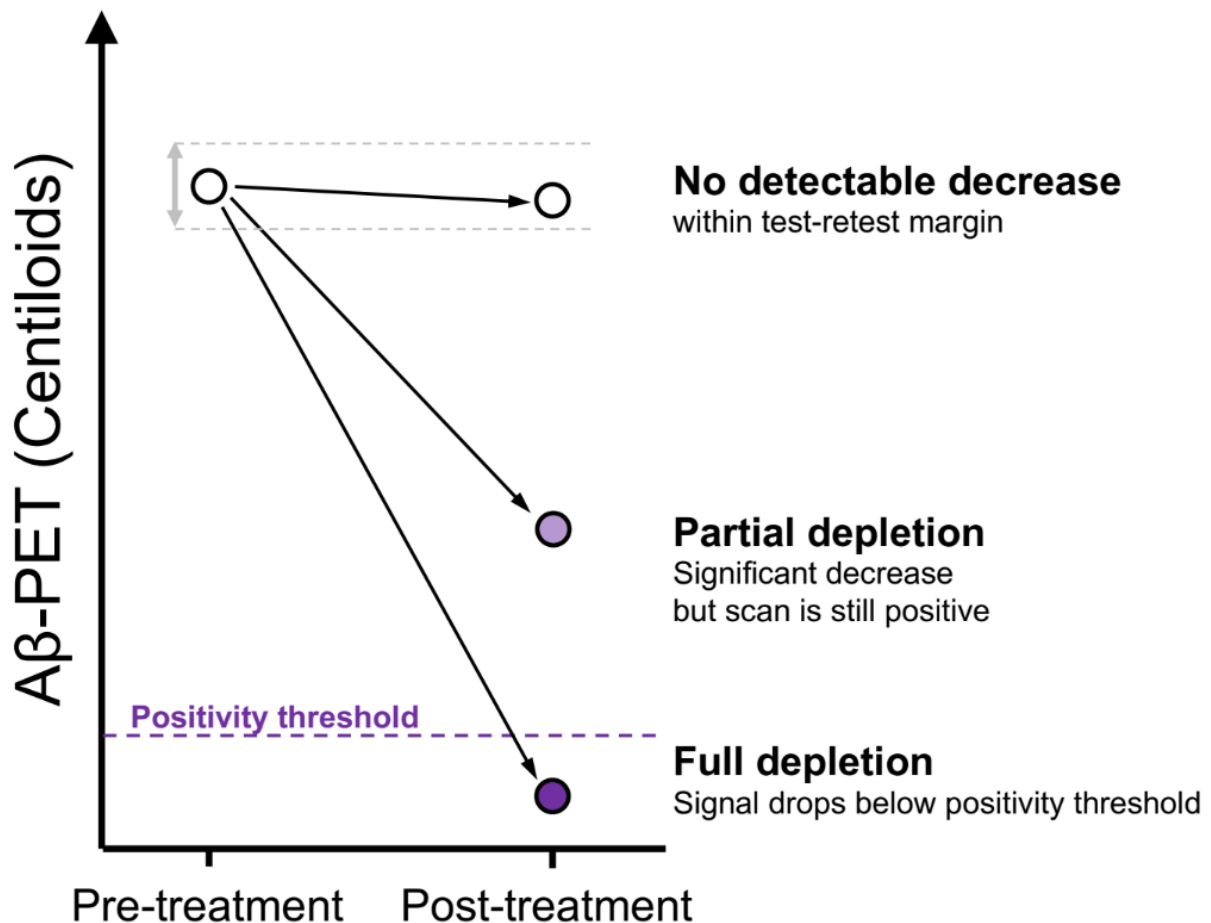 Aβ-PET (Centiloids)
No detectable decrease
within test-retest margin
Partial depletion
Significant decrease
but scan is still positive
Positivity threshold
Full depletion
Signal drops below positivity threshold
Pre-treatment
Post-treatment